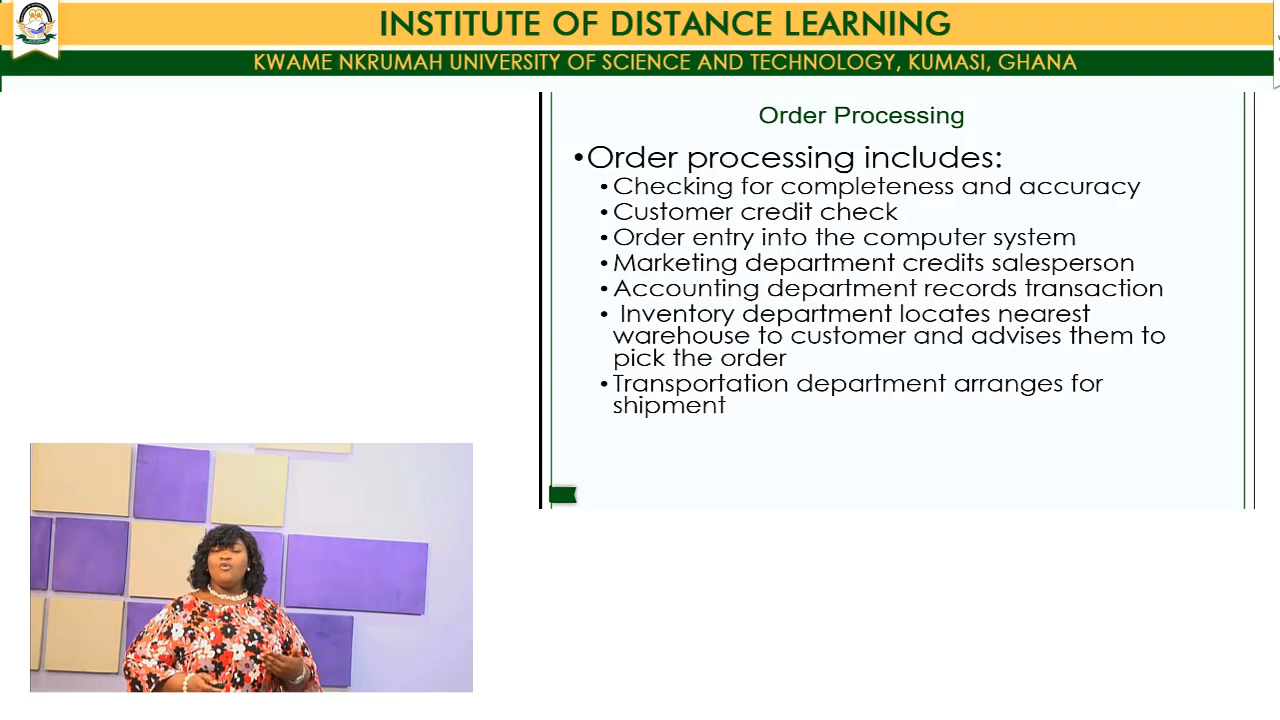 INSTITUTE OF DISTANCE LEARNING
KWAME NKRUMAH UNIVERSITY OF SCIENCE AND TECHNOLOGY, KUMASI, GHANA
Order Processing
•Order processing includes:
•Checking for completeness and accuracy
•Customer credit check
•Order entry into the computer system
•Marketing department credits salesperson
•Accounting department records transaction
• Inventory department locates nearest
warehouse to customer and advises them to
pick the order
•Transportation department arranges for
shipment